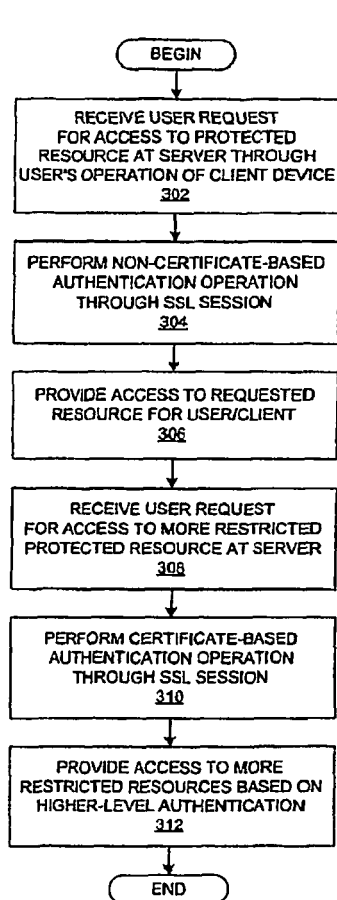 BEGIN
RECEIVE USER REQUEST
FOR ACCESS TO PROTECTED
RESOURCE AT SERVER THROUGH
USER'S OPERATION OF CLIENT DEVICE
302
PERFORM NON-CERTIFICATE-BASED
AUTHENTICATION OPERATION
THROUGH SSL SESSION
304
PROVIDE ACCESS TO REQUESTED
RESOURCE FOR USER/CLIENT
306
RECEIVE USER REQUEST
FOR ACCESS TO MORE RESTRICTED
PROTECTED RESOURCE AT SERVER
308
PERFORM CERTIFICATE-BASED
AUTHENTICATION OPERATION
THROUGH SSL SESSION
310
PROVIDE ACCESS TO MORE
RESTRICTED RESOURCES BASED ON
HIGHER-LEVEL AUTHENTICATION
312
END